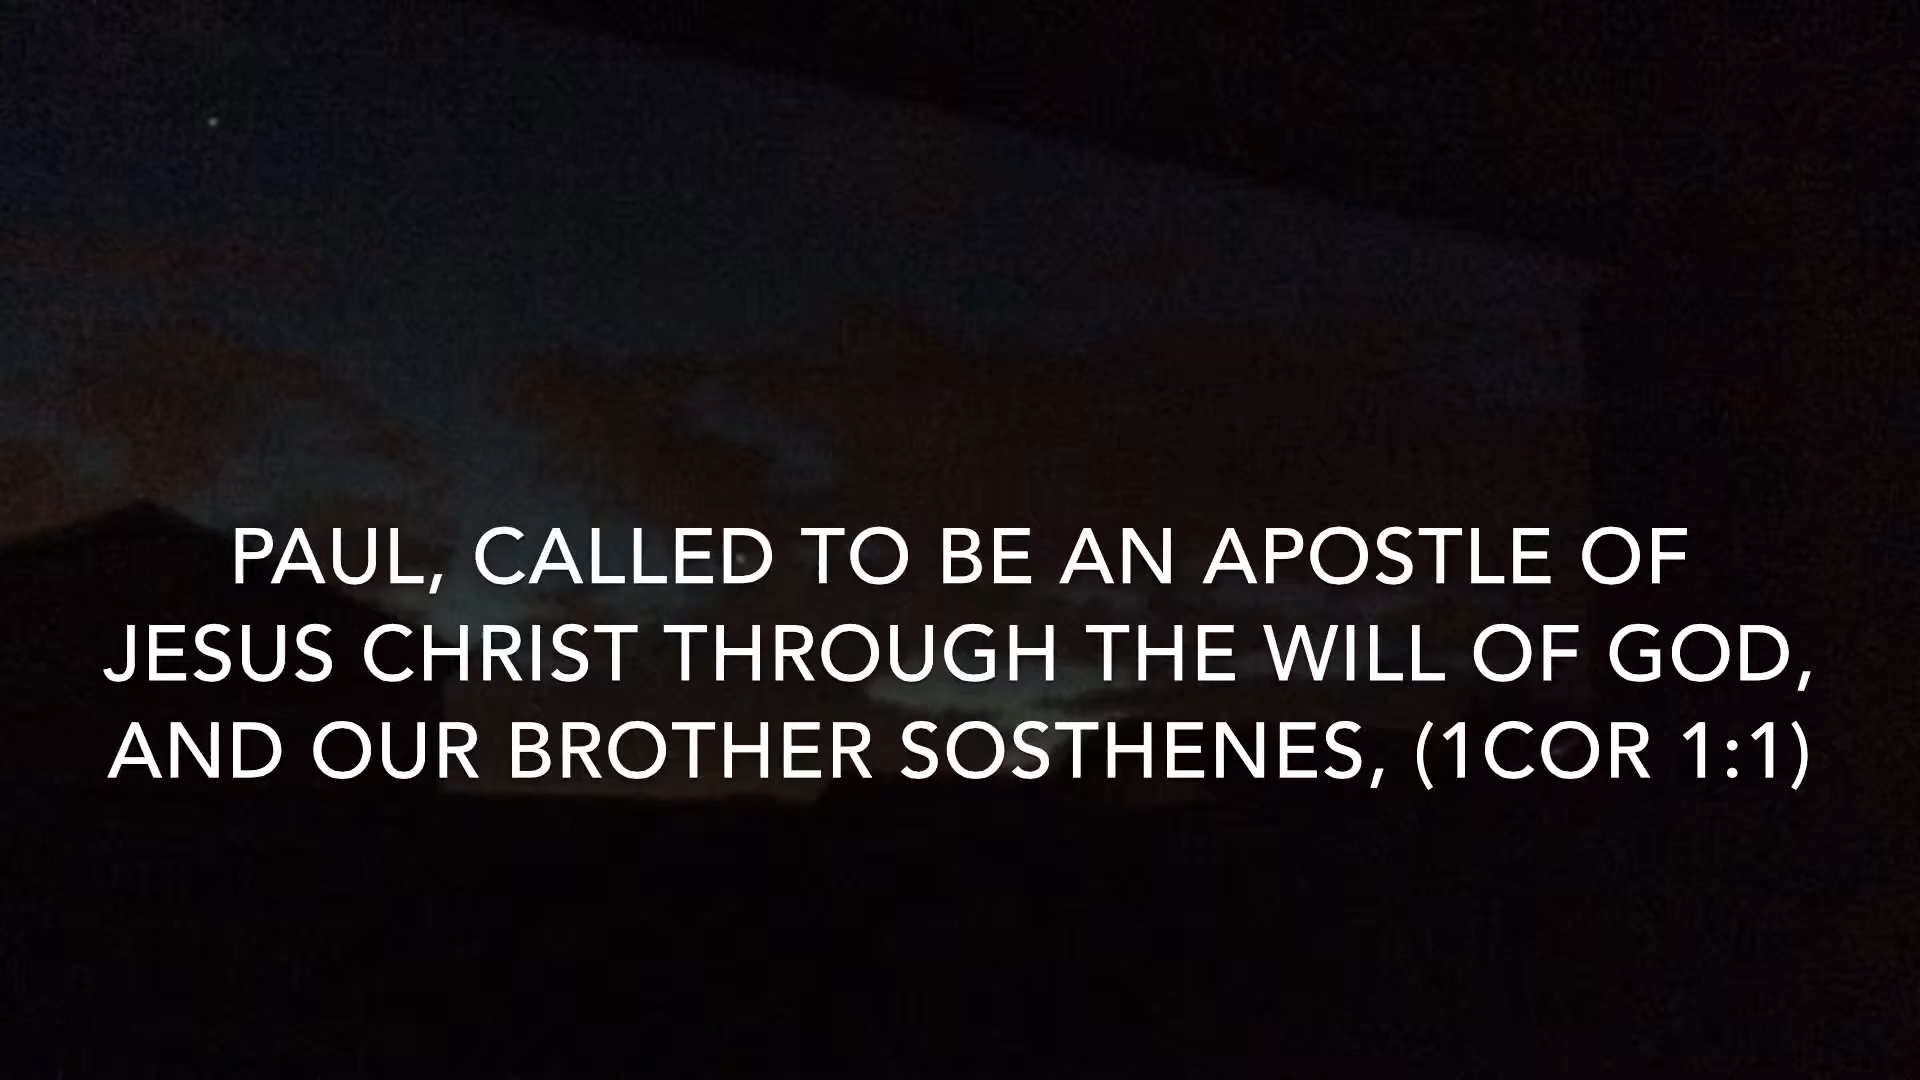 PAUL, CALLED TO BE AN APOSTLE OF
JESUS CHRIST THROUGH THE WILL OF GOD,
AND OUR BROTHER SOSTHENES, (1COR 1:1)